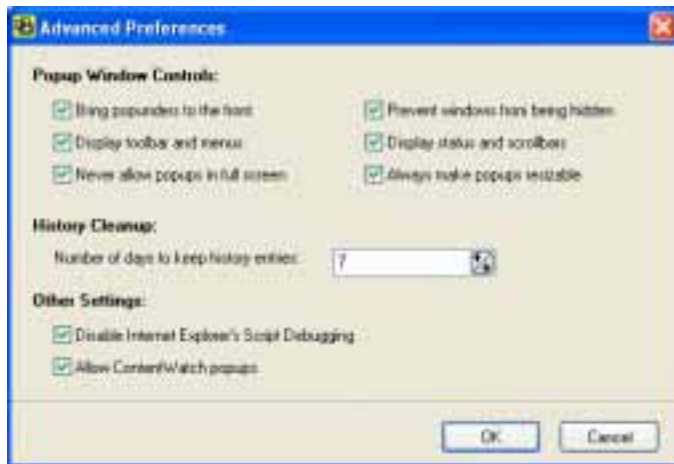 Advanced Preferences
Popup Window Controls:
Bring popunders to the front
Prevent windows from being hidden
Display toolbar and menus
Display status and scrollbars
Never allow popups in full screen
Always make popups resizable
History Cleanup:
Number of days to keep history entries:
7
Other Settings:
Disable Internet Explorer's Script Debugging
Allow ContentWatch popups
OK
Cancel